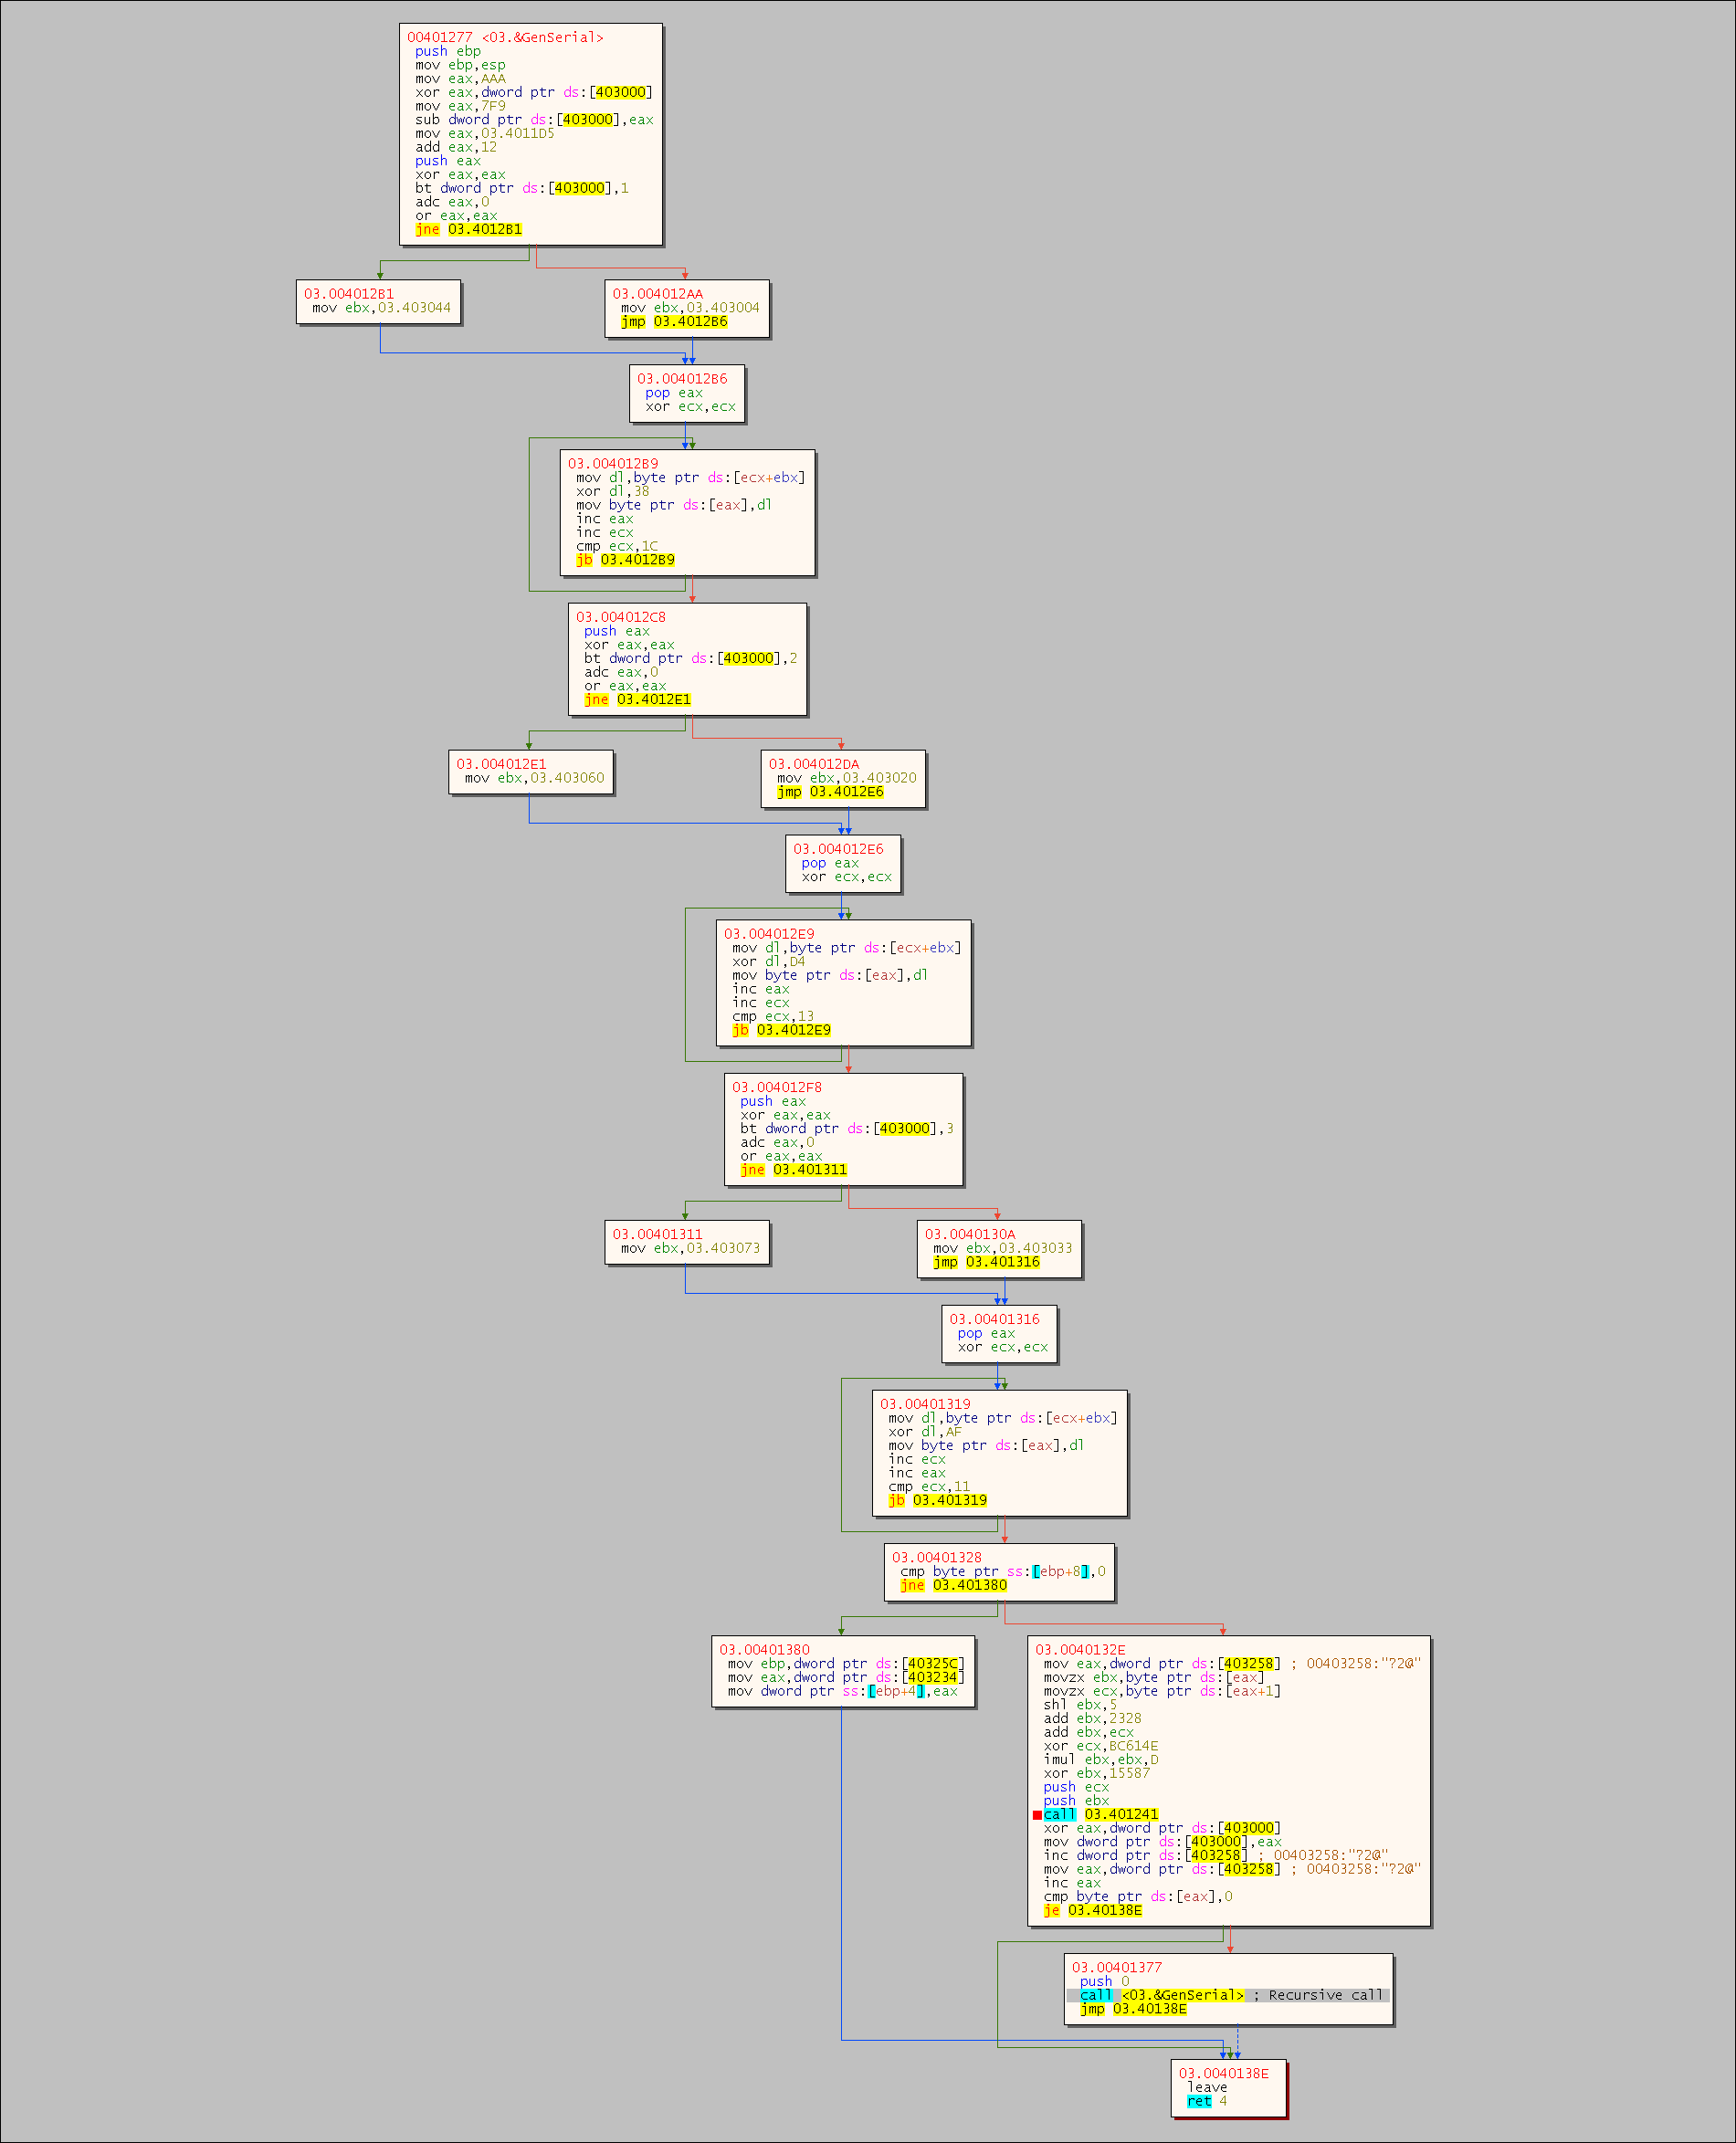 00401277 <03.&GenSerial>
push ebp
mov ebp,esp
mov eax,AAA
xor eax,dword ptr ds:[403000]
mov eax,7F9
sub dword ptr ds:[403000],eax
mov eax,03.4011D5
add eax,12
push eax
xor eax,eax
bt dword ptr ds:[403000],1
adc eax,0
or eax,eax
jne 03.4012B1
03.004012B1
mov ebx,03.403044
03.004012AA
mov ebx,03.403004
jmp 03.4012B6
03.004012B6
pop eax
xor ecx,ecx
03.004012B9
mov dl,byte ptr ds:[ecx+ebx]
xor dl,38
mov byte ptr ds:[eax],dl
inc eax
inc ecx
cmp ecx,1C
jb 03.4012B9
03.004012C8
push eax
xor eax,eax
bt dword ptr ds:[403000],2
adc eax,0
or eax,eax
jne 03.4012E1
03.004012E1
mov ebx,03.403060
03.004012DA
mov ebx,03.403020
jmp 03.4012E6
03.004012E6
pop eax
xor ecx,ecx
03.004012E9
mov dl,byte ptr ds:[ecx+ebx]
xor dl,D4
mov byte ptr ds:[eax],dl
inc eax
inc ecx
cmp ecx,13
jb 03.4012E9
03.004012F8
push eax
xor eax,eax
bt dword ptr ds:[403000],3
adc eax,0
or eax,eax
jne 03.401311
03.00401311
mov ebx,03.403073
03.0040130A
mov ebx,03.403033
jmp 03.401316
03.00401316
pop eax
xor ecx,ecx
03.00401319
mov dl,byte ptr ds:[ecx+ebx]
xor dl,AF
mov byte ptr ds:[eax],dl
inc ecx
inc eax
cmp ecx,11
jb 03.401319
03.00401328
cmp byte ptr ss:[ebp+8],0
jne 03.401380
03.00401380
mov ebp,dword ptr ds:[40325C]
mov eax,dword ptr ds:[403234]
mov dword ptr ss:[ebp+4],eax
03.0040132E
mov eax,dword ptr ds:[403258] ; 00403258:"?2@"
movzx ebx,byte ptr ds:[eax]
movzx ecx,byte ptr ds:[eax+1]
shl ebx,5
add ebx,2328
add ebx,ecx
xor ecx,BC614E
imul ebx,ebx,D
xor ebx,15587
push ecx
push ebx
call 03.401241
xor eax,dword ptr ds:[403000]
mov dword ptr ds:[403000],eax
inc dword ptr ds:[403258] ; 00403258:"?2@"
mov eax,dword ptr ds:[403258] ; 00403258:"?2@"
inc eax
cmp byte ptr ds:[eax],0
je 03.40138E
03.00401377
push 0
call <03.&GenSerial> ; Recursive call
jmp 03.40138E
03.0040138E
leave
ret 4